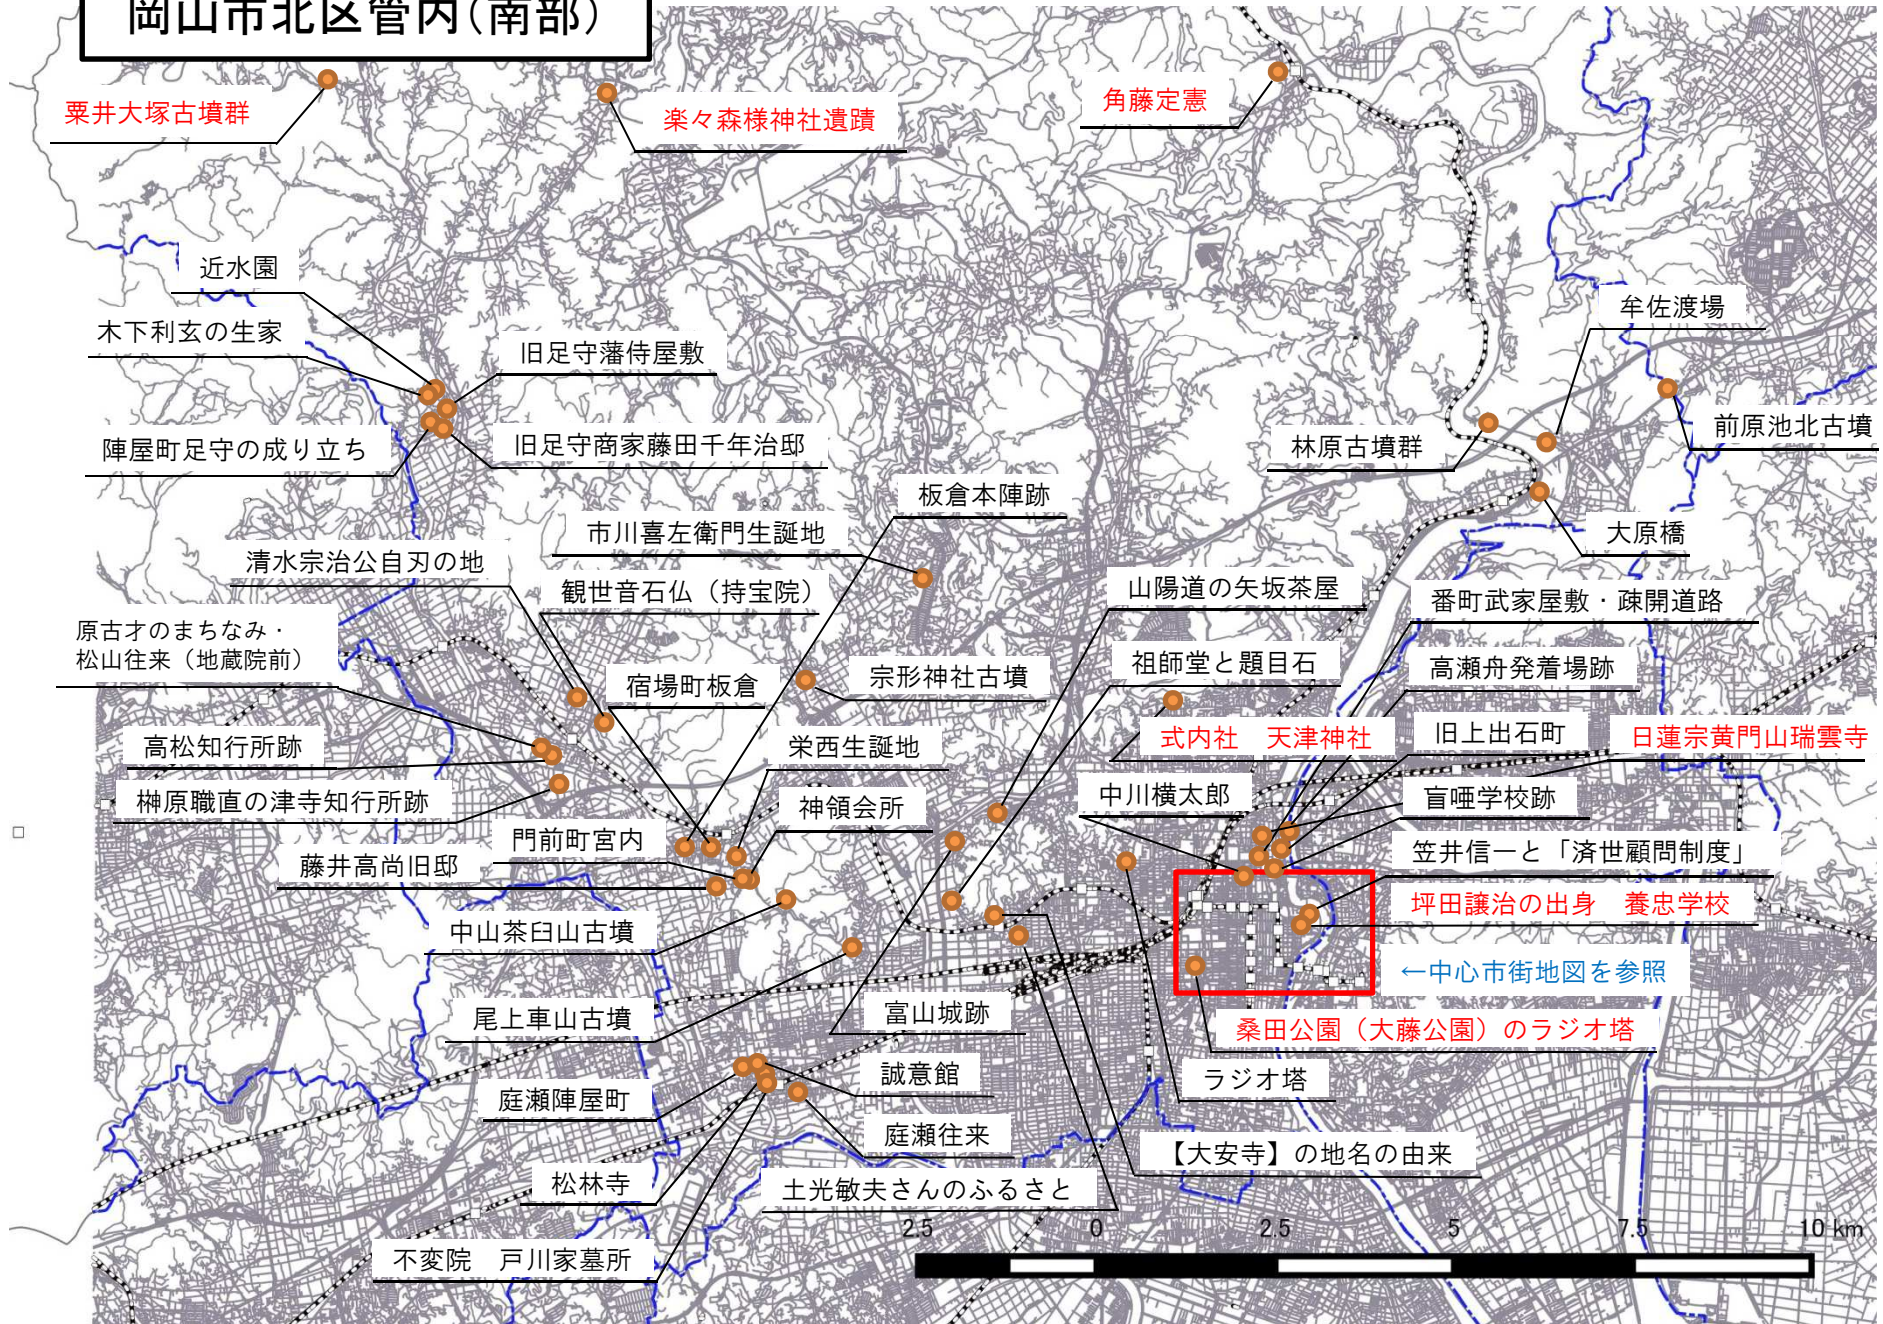 岡山市北区管内(南部)
粟井大塚古墳群
楽々森様神社遺蹟
角藤定憲
近水園
木下利玄の生家
旧足守藩侍屋敷
陣屋町足守の成り立ち
旧足守商家藤田千年治邸
牟佐渡場
林原古墳群
前原池北古墳
大原橋
板倉本陣跡
市川喜左衛門生誕地
清水宗治公自刃の地
観世音石仏（持宝院）
山陽道の矢坂茶屋
番町武家屋敷・疎開道路
原古才のまちなみ・
松山往来（地蔵院前）
宿場町板倉
宗形神社古墳
祖師堂と題目石
高瀬舟発着場跡
高松知行所跡
栄西生誕地
式内社　天津神社
旧上出石町
日蓮宗黄門山瑞雲寺
榊原職直の津寺知行所跡
神領会所
中川横太郎
盲唖学校跡
門前町宮内
藤井高尚旧邸
笠井信一と「済世顧問制度」
坪田譲治の出身　養忠学校
中山茶臼山古墳
←中心市街地図を参照
尾上車山古墳
富山城跡
桑田公園（大藤公園）のラジオ塔
誠意館
ラジオ塔
庭瀬陣屋町
庭瀬往来
【大安寺】の地名の由来
松林寺
土光敏夫さんのふるさと
不変院　戸川家墓所
2.5 0 2.5 5 7.5 10 km